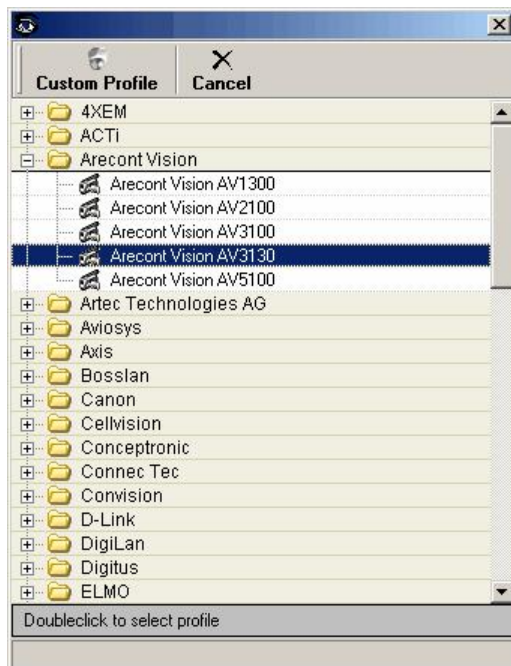 Custom Profile
Cancel
4XEM
ACTi
Arecont Vision
Arecont Vision AV1300
Arecont Vision AV2100
Arecont Vision AV3100
Arecont Vision AV3130
Arecont Vision AV5100
Artec Technologies AG
Aviosys
Axis
Bosslan
Canon
Cellvision
Conceptronic
Connec Tec
Convision
D-Link
DigiLan
Digitus
ELMO
Doubleclick to select profile